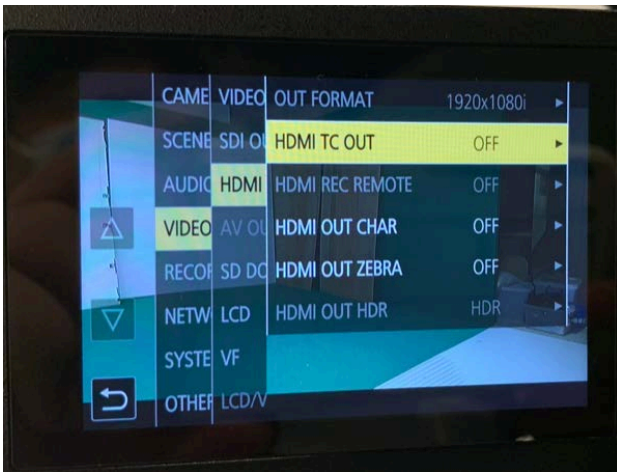 CAME VIDEO OUT FORMAT 1920x1080i
SCENE SDI OU HDMI TC OUT OFF
AUDIO HDMI HDMI REC REMOTE OFF
VIDEO AV OU HDMI OUT CHAR OFF
RECOR SD DO HDMI OUT ZEBRA OFF
NETW LCD HDMI OUT HDR HDR
SYSTE VF
OTHER LCD/V